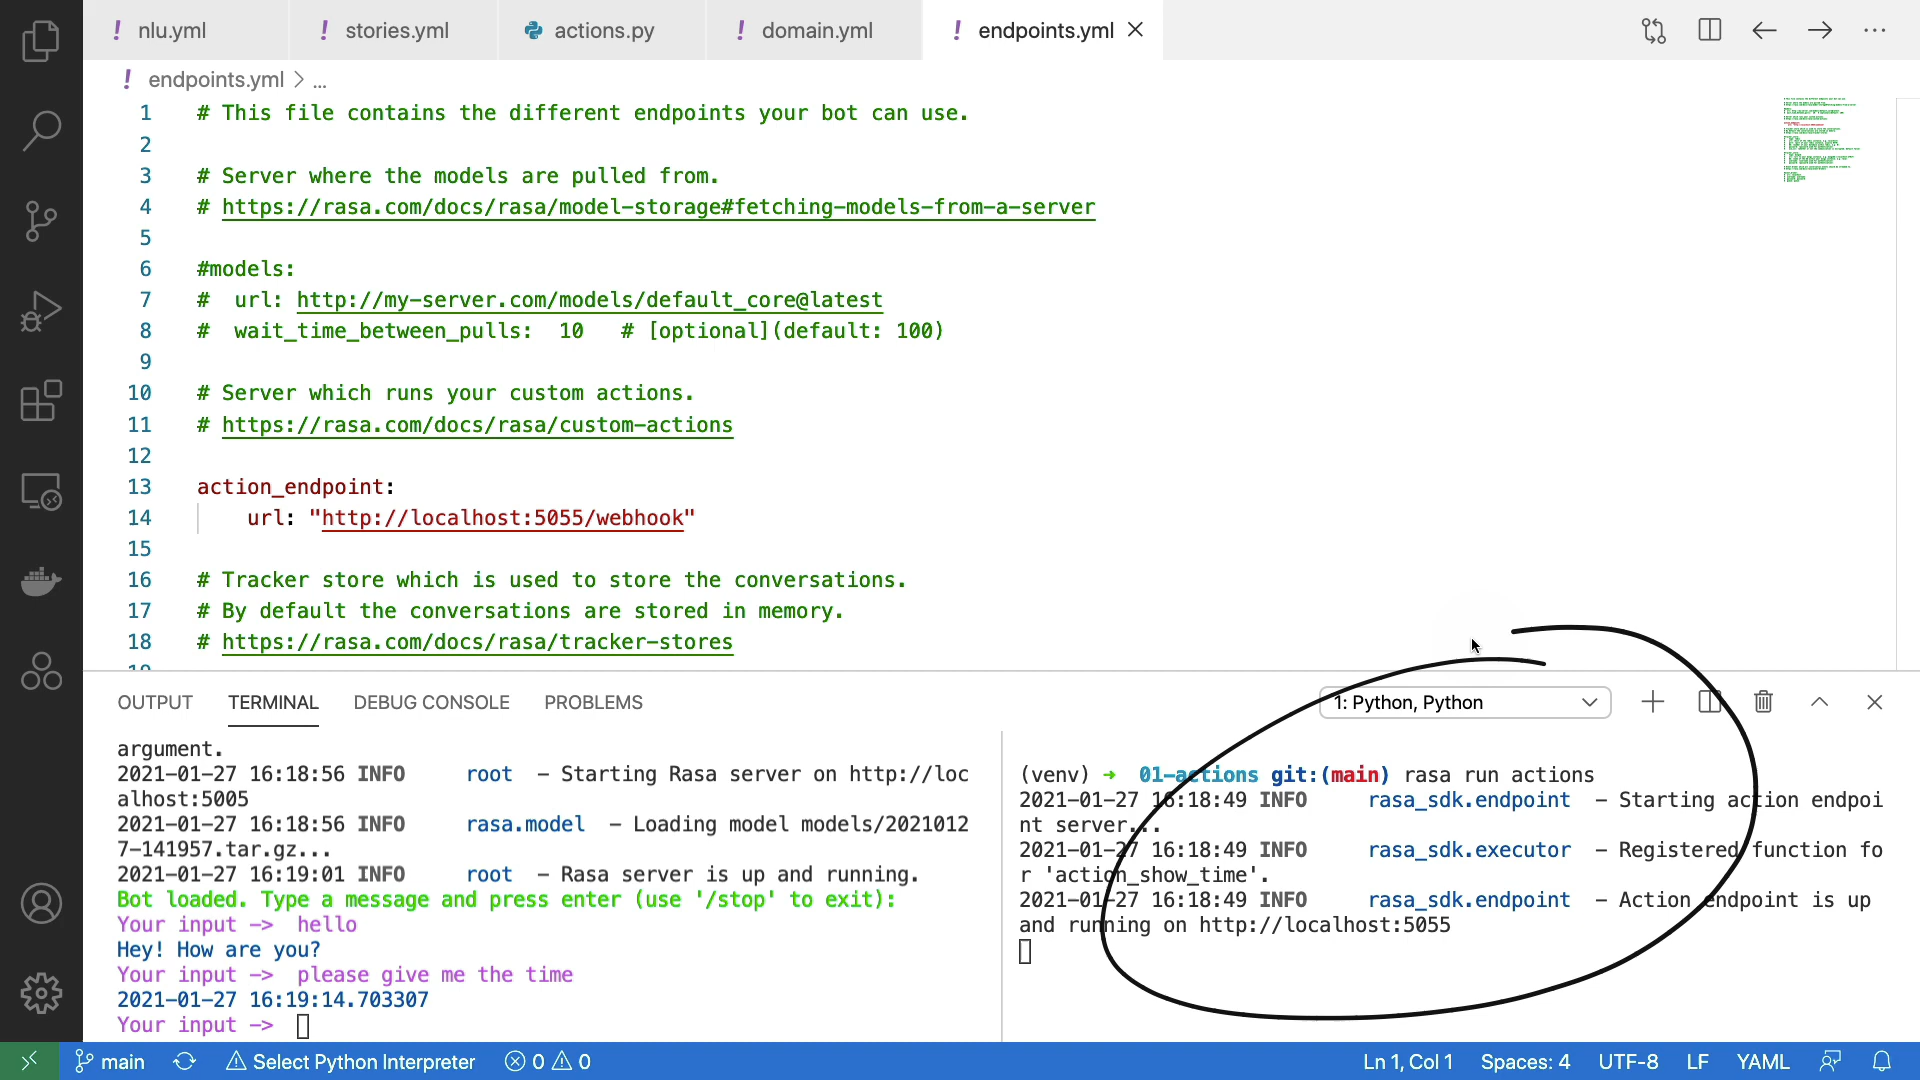 ! nlu.yml ! stories.yml actions.py ! domain.yml ! endpoints.yml
! endpoints.yml > ...
1 # This file contains the different endpoints your bot can use.
2
3 # Server where the models are pulled from.
4 # https://rasa.com/docs/rasa/model-storage#fetching-models-from-a-server
5
6 #models:
7 #  url: http://my-server.com/models/default_core@latest
8 #  wait_time_between_pulls:  10   # [optional](default: 100)
9
10 # Server which runs your custom actions.
11 # https://rasa.com/docs/rasa/custom-actions
12
13 action_endpoint:
14     url: "http://localhost:5055/webhook"
15
16 # Tracker store which is used to store the conversations.
17 # By default the conversations are stored in memory.
18 # https://rasa.com/docs/rasa/tracker-stores
OUTPUT TERMINAL DEBUG CONSOLE PROBLEMS 1: Python, Python
argument.
2021-01-27 16:18:56 INFO     root  - Starting Rasa server on http://loc
alhost:5005
2021-01-27 16:18:56 INFO     rasa.model  - Loading model models/2021012
7-141957.tar.gz...
2021-01-27 16:19:01 INFO     root  - Rasa server is up and running.
Bot loaded. Type a message and press enter (use '/stop' to exit):
Your input ->  hello
Hey! How are you?
Your input ->  please give me the time
2021-01-27 16:19:14.703307
Your input ->
(venv) ➜  01-actions git:(main) rasa run actions
2021-01-27 16:18:49 INFO     rasa_sdk.endpoint  - Starting action endpoi
nt server...
2021-01-27 16:18:49 INFO     rasa_sdk.executor  - Registered function fo
r 'action_show_time'.
2021-01-27 16:18:49 INFO     rasa_sdk.endpoint  - Action endpoint is up
and running on http://localhost:5055
main Select Python Interpreter 0 0 Ln 1, Col 1 Spaces: 4 UTF-8 LF YAML